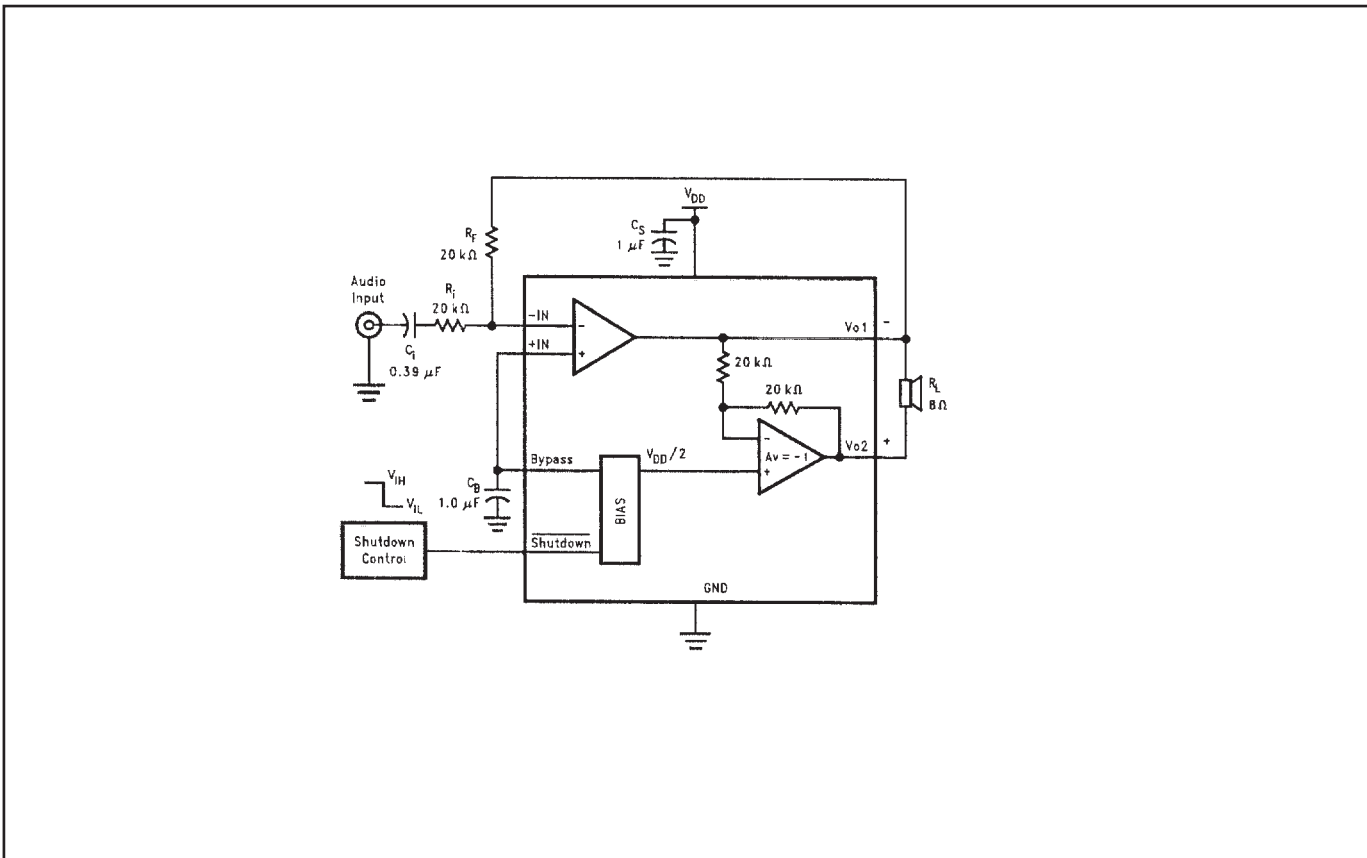 V_DD
C_S
1 μF
R_F
20 kΩ
Audio
Input
R_i
20 kΩ
C_i
0.39 μF
-IN
-
+IN
+
Vo1
-
20 kΩ
20 kΩ
R_L
8Ω
-
Av = -1
+
Vo2
+
Bypass
V_DD/2
C_B
1.0 μF
BIAS
V_IH
V_IL
Shutdown
Control
Shutdown
GND